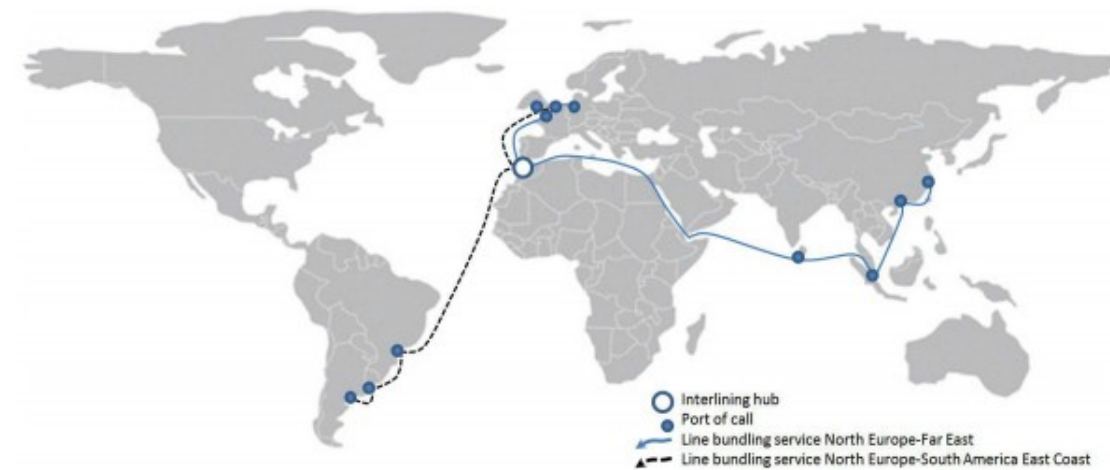 Interlining hub
Port of call
Line bundling service North Europe-Far East
Line bundling service North Europe-South America East Coast